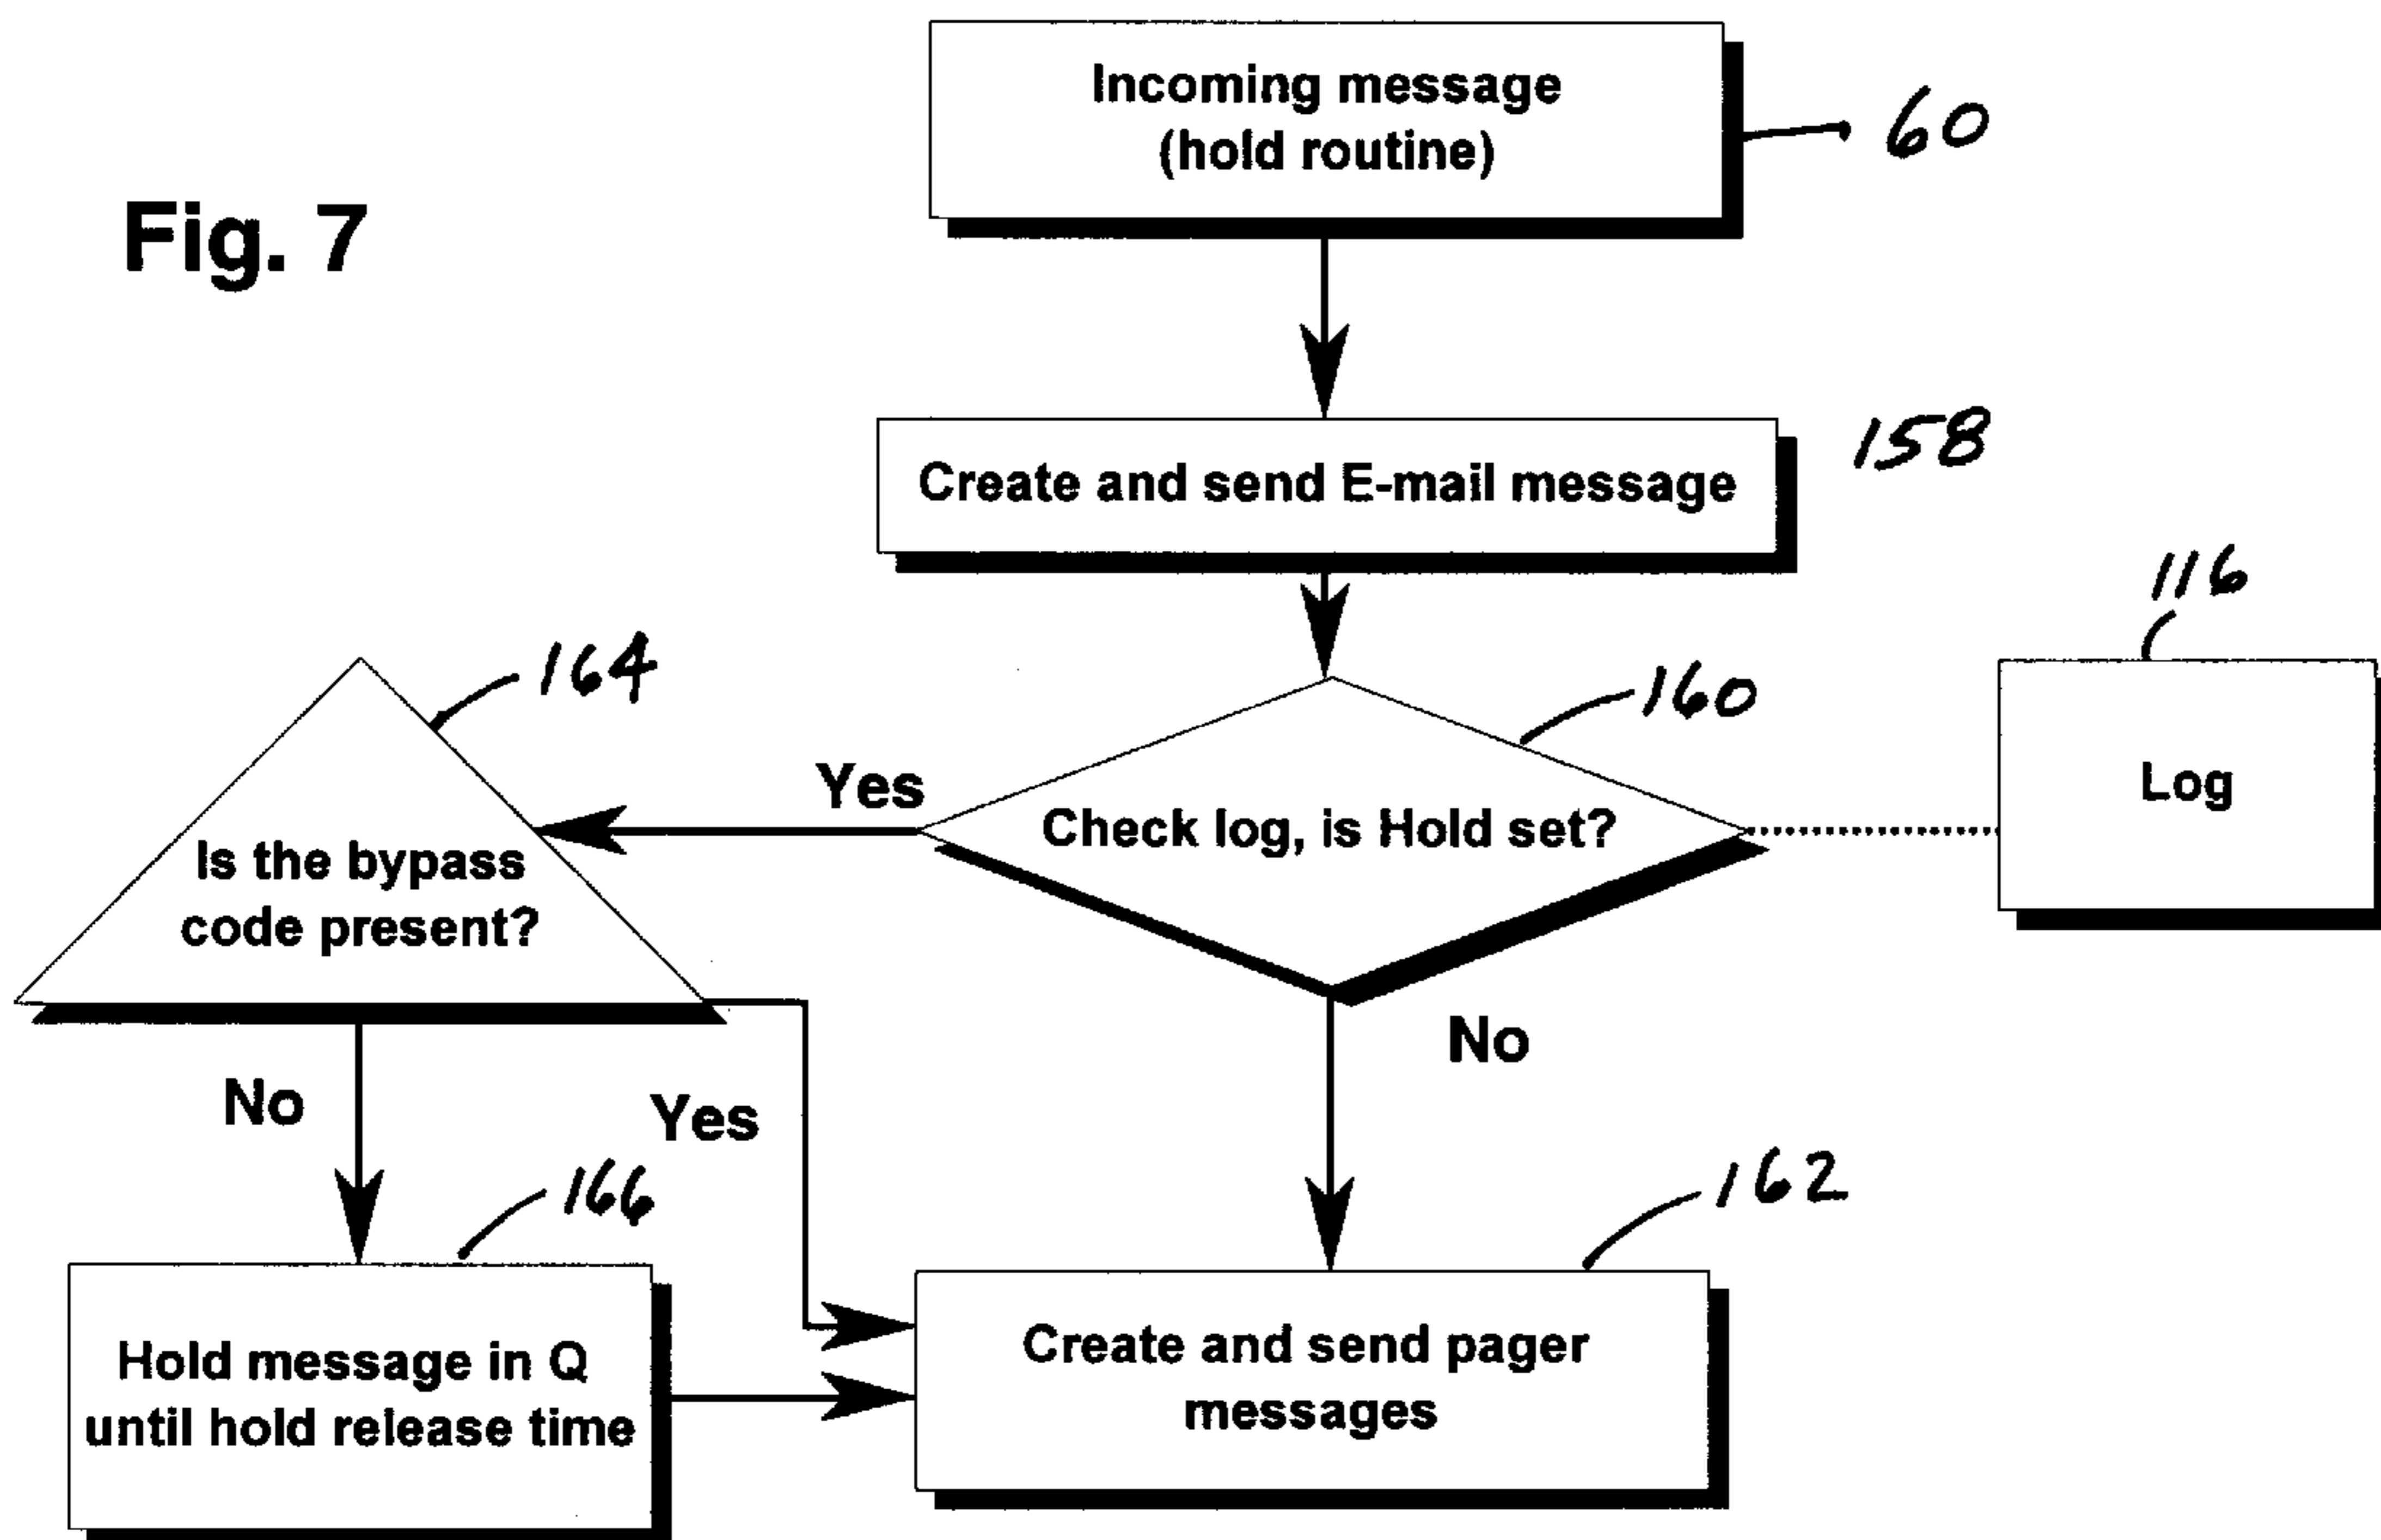 Incoming message
(hold routine)
60
Fig. 7
Create and send E-mail message
158
116
164
160
Log
Yes
Check log, is Hold set?
Is the bypass
code present?
No
No
Yes
166
162
Hold message in Q
until hold release time
Create and send pager
messages